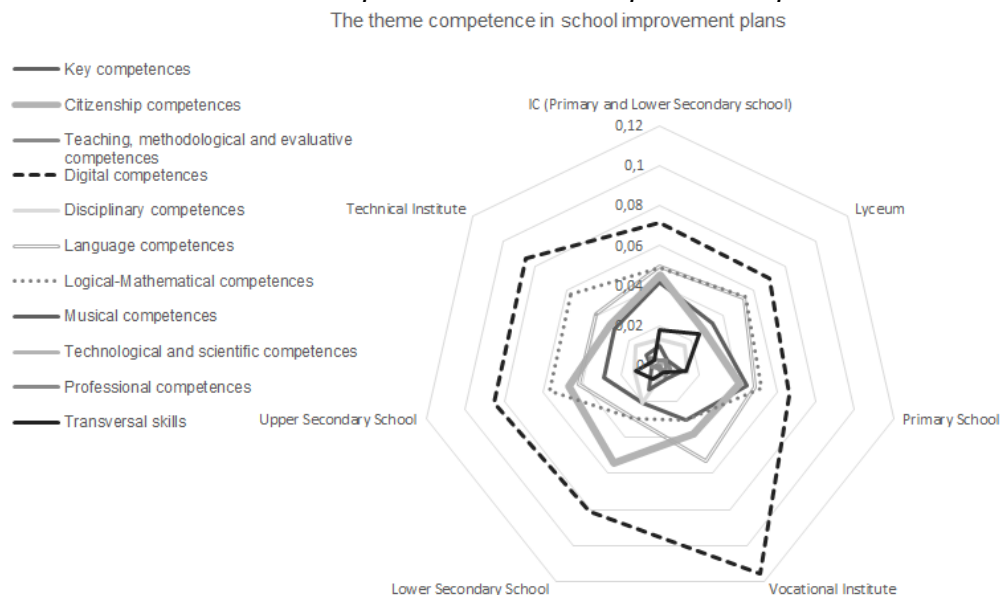 The theme competence in school improvement plans
Key competences
Citizenship competences
Teaching, methodological and evaluative
competences
Digital competences
Disciplinary competences
Language competences
Logical-Mathematical competences
Musical competences
Technological and scientific competences
Professional competences
Transversal skills
IC (Primary and Lower Secondary school)
0,12
0,1
0,08
0,06
0,04
0,02
Technical Institute
Lyceum
Upper Secondary School
Primary School
Lower Secondary School
Vocational Institute